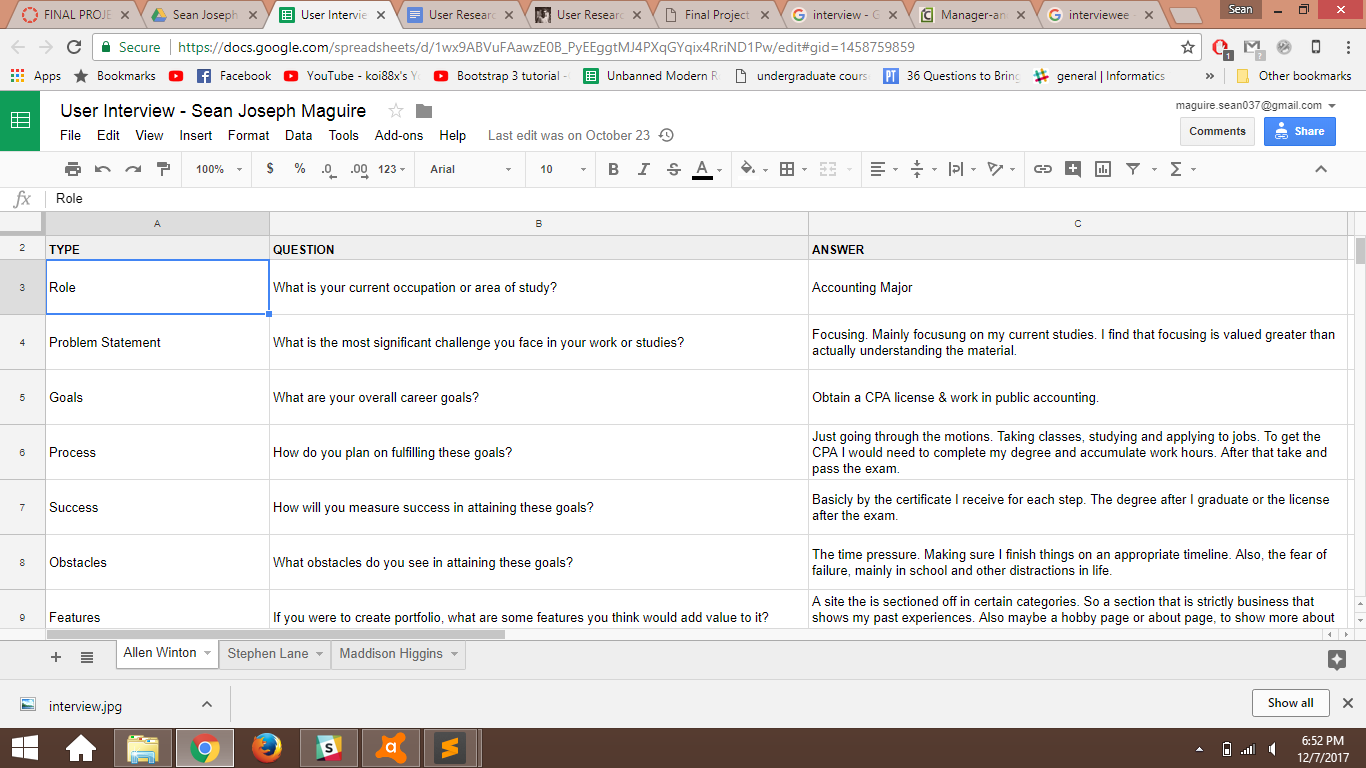 FINAL PROJE
Sean Joseph
User Intervie
User Researc
User Researc
Final Project
interview - G
Manager-an
interviewee
Sean
Secure
https://docs.google.com/spreadsheets/d/1wx9ABVuFAawzE0B_PyEEggtMJ4PXqGYqix4RriND1Pw/edit#gid=1458759859
Apps
Bookmarks
Facebook
YouTube - koi88x's Y
Bootstrap 3 tutorial -
Unbanned Modern R
undergraduate cours
PT
36 Questions to Bring
general | Informatics
»
Other bookmarks
User Interview - Sean Joseph Maguire
maguire.sean037@gmail.com
File Edit View Insert Format Data Tools Add-ons Help
Last edit was on October 23
Comments
Share
100% $ % .0 .00 123 Arial 10 B I S A Σ
fx Role
A B C
2 TYPE QUESTION ANSWER
3 Role What is your current occupation or area of study? Accounting Major
4 Problem Statement What is the most significant challenge you face in your work or studies? Focusing. Mainly focusung on my current studies. I find that focusing is valued greater than
actually understanding the material.
5 Goals What are your overall career goals? Obtain a CPA license & work in public accounting.
6 Process How do you plan on fulfilling these goals? Just going through the motions. Taking classes, studying and applying to jobs. To get the
CPA I would need to complete my degree and accumulate work hours. After that take and
pass the exam.
7 Success How will you measure success in attaining these goals? Basicly by the certificate I receive for each step. The degree after I graduate or the license
after the exam.
8 Obstacles What obstacles do you see in attaining these goals? The time pressure. Making sure I finish things on an appropriate timeline. Also, the fear of
failure, mainly in school and other distractions in life.
9 Features If you were to create portfolio, what are some features you think would add value to it? A site the is sectioned off in certain categories. So a section that is strictly business that
shows my past experiences. Also maybe a hobby page or about page, to show more about
Allen Winton
Stephen Lane
Maddison Higgins
interview.jpg
Show all
6:52 PM
12/7/2017